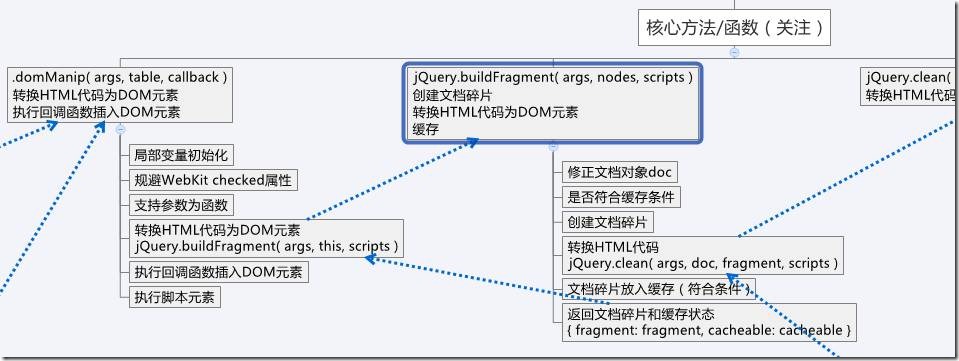 核心方法/函数（关注）
.domManip( args, table, callback )
转换HTML代码为DOM元素
执行回调函数插入DOM元素
局部变量初始化
规避WebKit checked属性
支持参数为函数
转换HTML代码为DOM元素
jQuery.buildFragment( args, this, scripts )
执行回调函数插入DOM元素
执行脚本元素
jQuery.buildFragment( args, nodes, scripts )
创建文档碎片
转换HTML代码为DOM元素
缓存
修正文档对象doc
是否符合缓存条件
创建文档碎片
转换HTML代码
jQuery.clean( args, doc, fragment, scripts )
文档碎片放入缓存（符合条件）
返回文档碎片和缓存状态
{ fragment: fragment, cacheable: cacheable }
jQuery.clean(
转换HTML代码